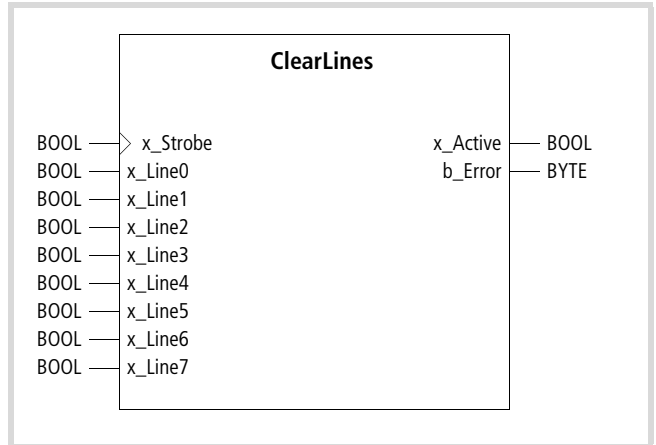 ClearLines
BOOL x_Strobe x_Active BOOL
BOOL x_Line0 b_Error BYTE
BOOL x_Line1
BOOL x_Line2
BOOL x_Line3
BOOL x_Line4
BOOL x_Line5
BOOL x_Line6
BOOL x_Line7